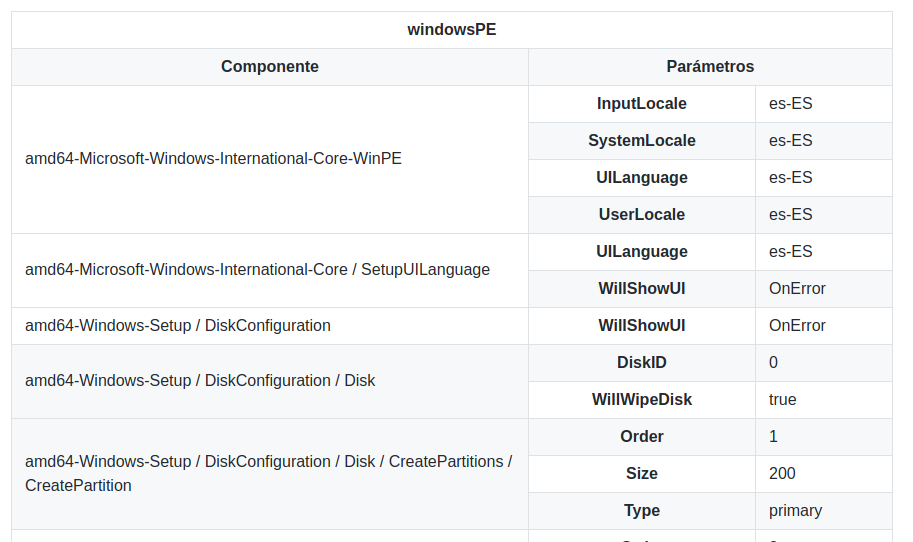 windowsPE
Componente Parámetros
amd64-Microsoft-Windows-International-Core-WinPE
InputLocale es-ES
SystemLocale es-ES
UILanguage es-ES
UserLocale es-ES
amd64-Microsoft-Windows-International-Core / SetupUILanguage
UILanguage es-ES
WillShowUI OnError
amd64-Windows-Setup / DiskConfiguration WillShowUI OnError
amd64-Windows-Setup / DiskConfiguration / Disk
DiskID 0
WillWipeDisk true
amd64-Windows-Setup / DiskConfiguration / Disk / CreatePartitions /
CreatePartition
Order 1
Size 200
Type primary